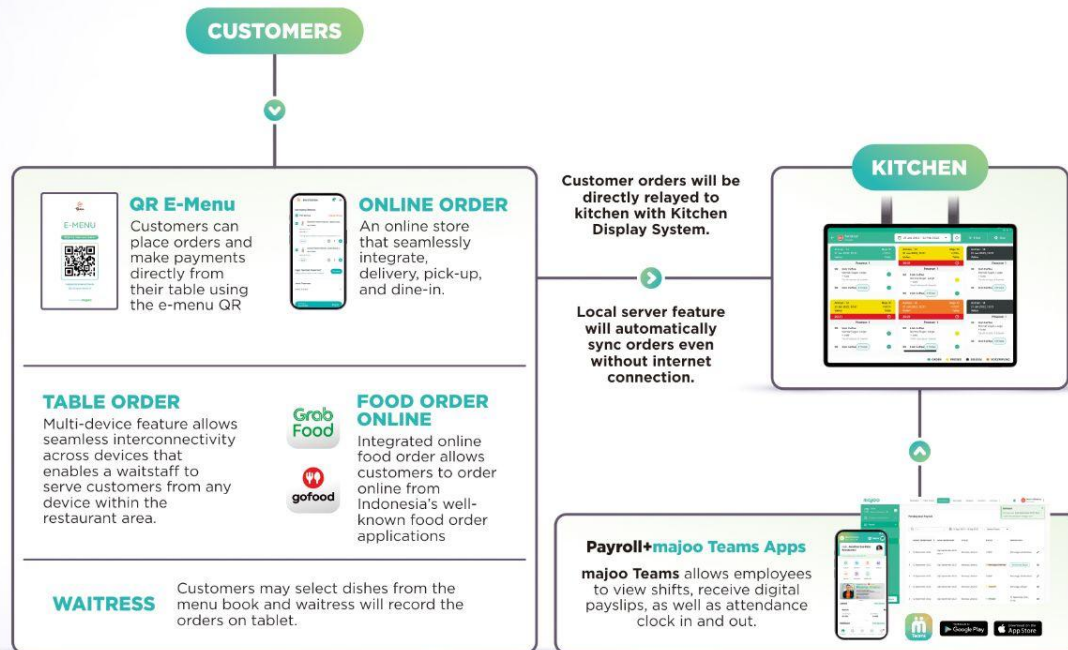 CUSTOMERS
QR E-Menu
Customers can
place orders and
make payments
directly from
their table using
the e-menu QR
E-MENU
ONLINE ORDER
An online store
that seamlessly
integrate,
delivery, pick-up,
and dine-in.
TABLE ORDER
Multi-device feature allows
seamless interconnectivity
across devices that
enables a waitstaff to
serve customers from any
device within the
restaurant area.
Grab
Food
gofood
FOOD ORDER
ONLINE
Integrated online
food order allows
customers to order
online from
Indonesia's well-
known food order
applications
WAITRESS
Customers may select dishes from the
menu book and waitress will record the
orders on tablet.
Customer orders will be
directly relayed to
kitchen with Kitchen
Display System.
Local server feature
will automatically
sync orders even
without internet
connection.
KITCHEN
Payroll+majoo Teams Apps
majoo Teams allows employees
to view shifts, receive digital
payslips, as well as attendance
clock in and out.
majoo
teams
Google Play
App Store